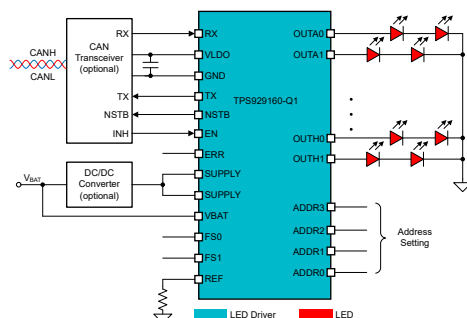 CANH
CANL
CAN
Transceiver
(optional)
RX
TX
NSTB
INH
V_BAT
DC/DC
Converter
(optional)
TPS929160-Q1
RX
VLDO
GND
TX
NSTB
EN
ERR
SUPPLY
SUPPLY
VBAT
FS0
FS1
REF
OUTA0
OUTA1
OUTH0
OUTH1
ADDR3
ADDR2
ADDR1
ADDR0
Address
Setting
LED Driver
LED